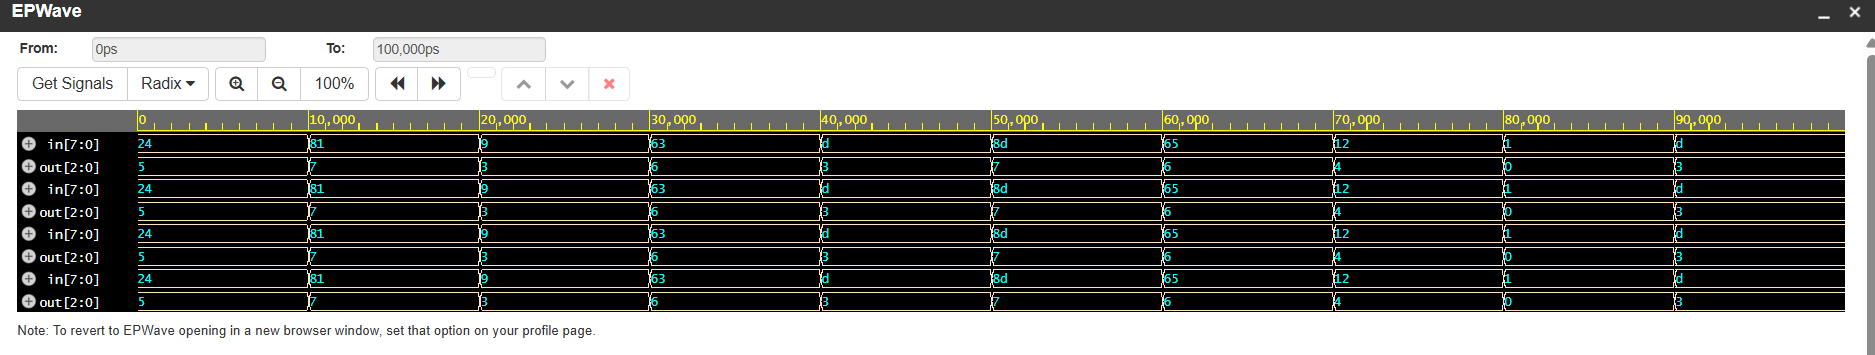 EPWave
From: 0ps To: 100,000ps
Get Signals Radix 100%
0 10,000 20,000 30,000 40,000 50,000 60,000 70,000 80,000 90,000
in[7:0] 24 81 9 63 d 8d 65 12 1 d
out[2:0] 5 7 3 6 3 7 6 4 0 3
in[7:0] 24 81 9 63 d 8d 65 12 1 d
out[2:0] 5 7 3 6 3 7 6 4 0 3
in[7:0] 24 81 9 63 d 8d 65 12 1 d
out[2:0] 5 7 3 6 3 7 6 4 0 3
in[7:0] 24 81 9 63 d 8d 65 12 1 d
out[2:0] 5 7 3 6 3 7 6 4 0 3
Note: To revert to EPWave opening in a new browser window, set that option on your profile page.